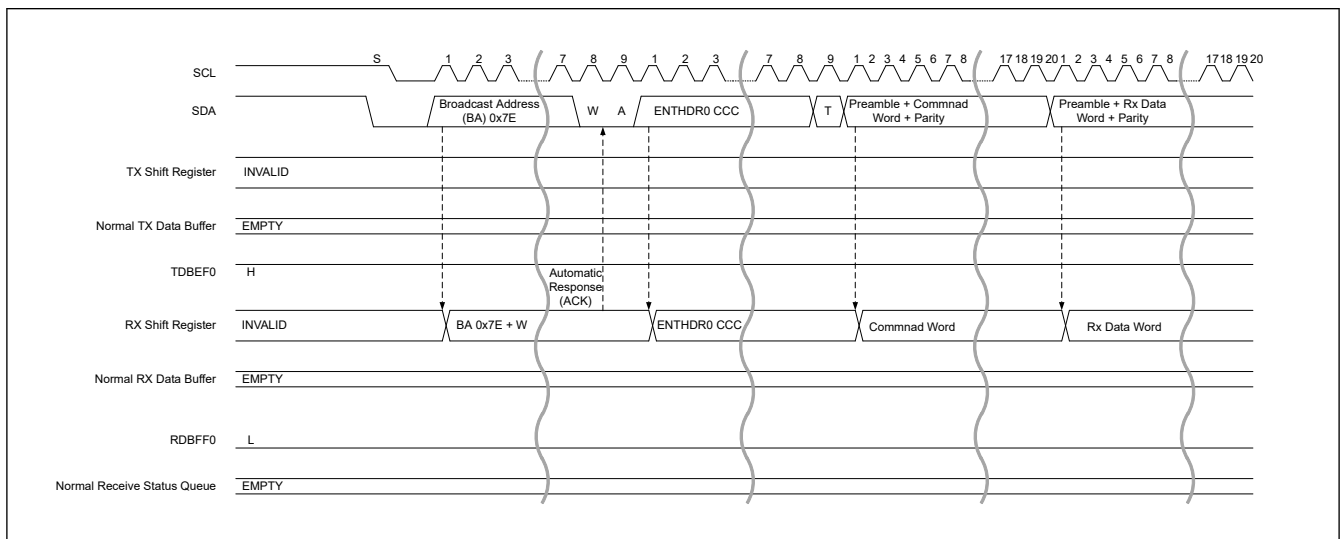 S 1 2 3 7 8 9 1 2 3 7 8 9 1 2 3 4 5 6 7 8 17 18 19 20 1 2 3 4 5 6 7 8 17 18 19 20
SCL
SDA
Broadcast Address
(BA) 0x7E
W A
ENTHDR0 CCC
T
Preamble + Commnad
Word + Parity
Preamble + Rx Data
Word + Parity
TX Shift Register INVALID
Normal TX Data Buffer EMPTY
TDBEF0 H
Automatic
Response
(ACK)
RX Shift Register INVALID BA 0x7E + W ENTHDR0 CCC Commnad Word Rx Data Word
Normal RX Data Buffer EMPTY
RDBFF0 L
Normal Receive Status Queue EMPTY